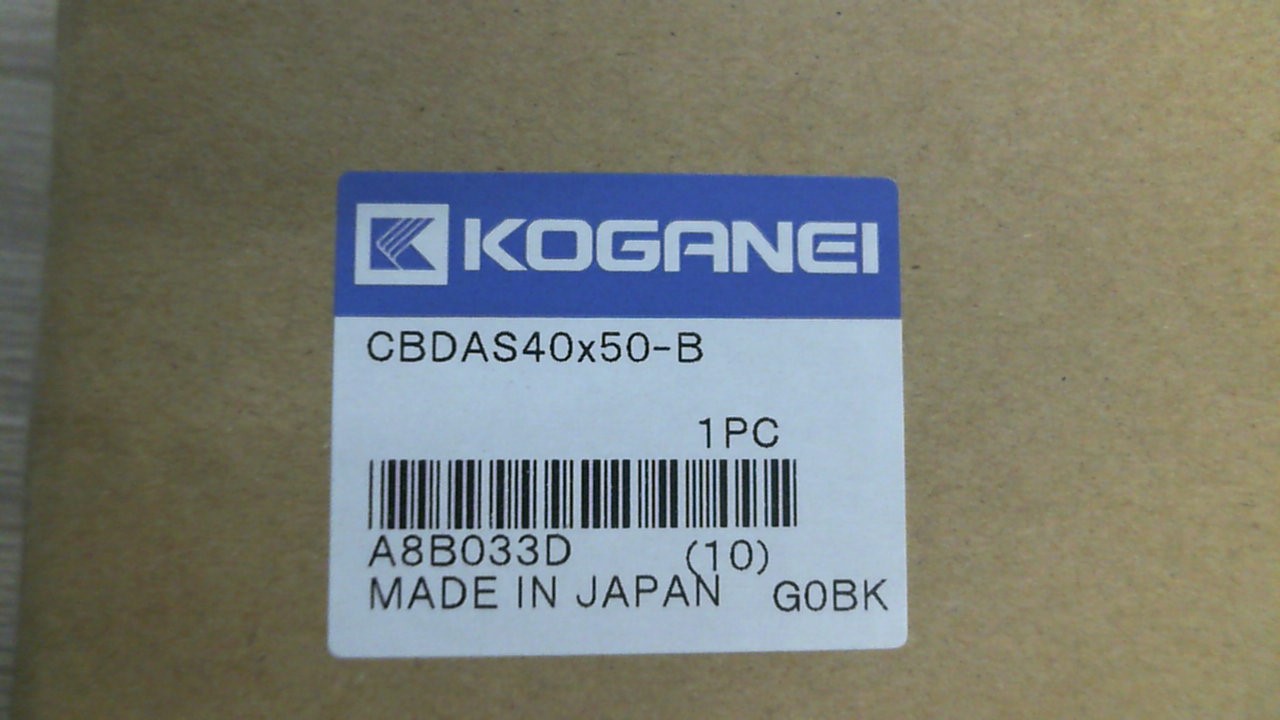 KOGANEI
CBDAS40x50-B
1PC
A8B033D (10)
MADE IN JAPAN G0BK